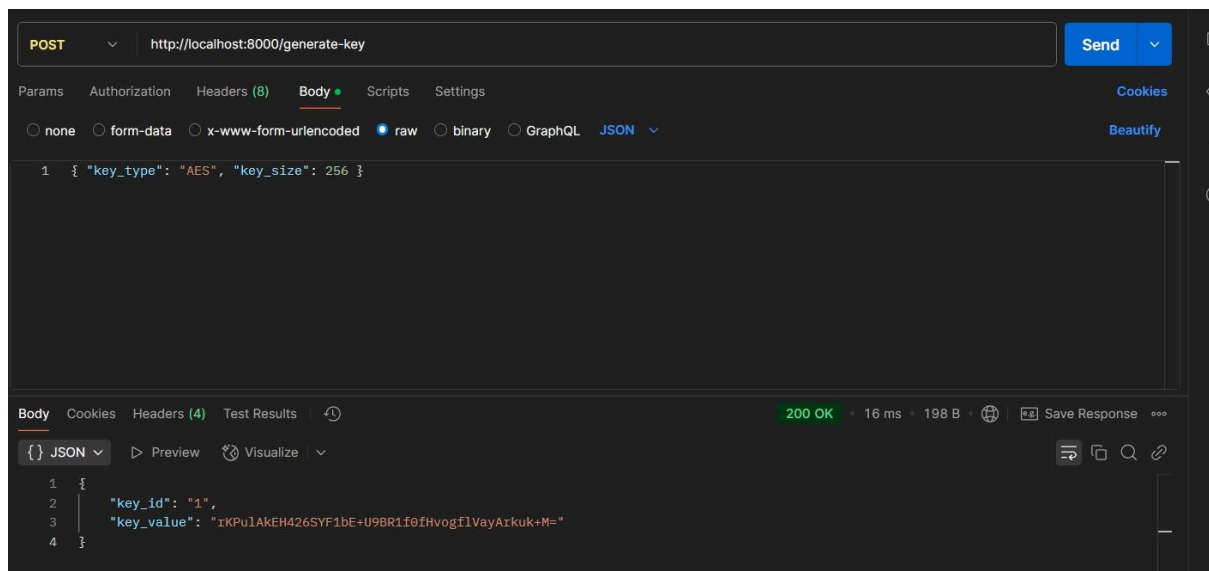 POST http://localhost:8000/generate-key Send
Params Authorization Headers (8) Body Scripts Settings Cookies
none form-data x-www-form-urlencoded raw binary GraphQL JSON Beautify
1 { "key_type": "AES", "key_size": 256 }
Body Cookies Headers (4) Test Results 200 OK 16 ms 198 B e.g. Save Response
{} JSON Preview Visualize
1 {
2 "key_id": "1",
3 "key_value": "rKPulAkEH426SYF1bE+U9BR1f0fHvogflVayArkuk+M="
4 }